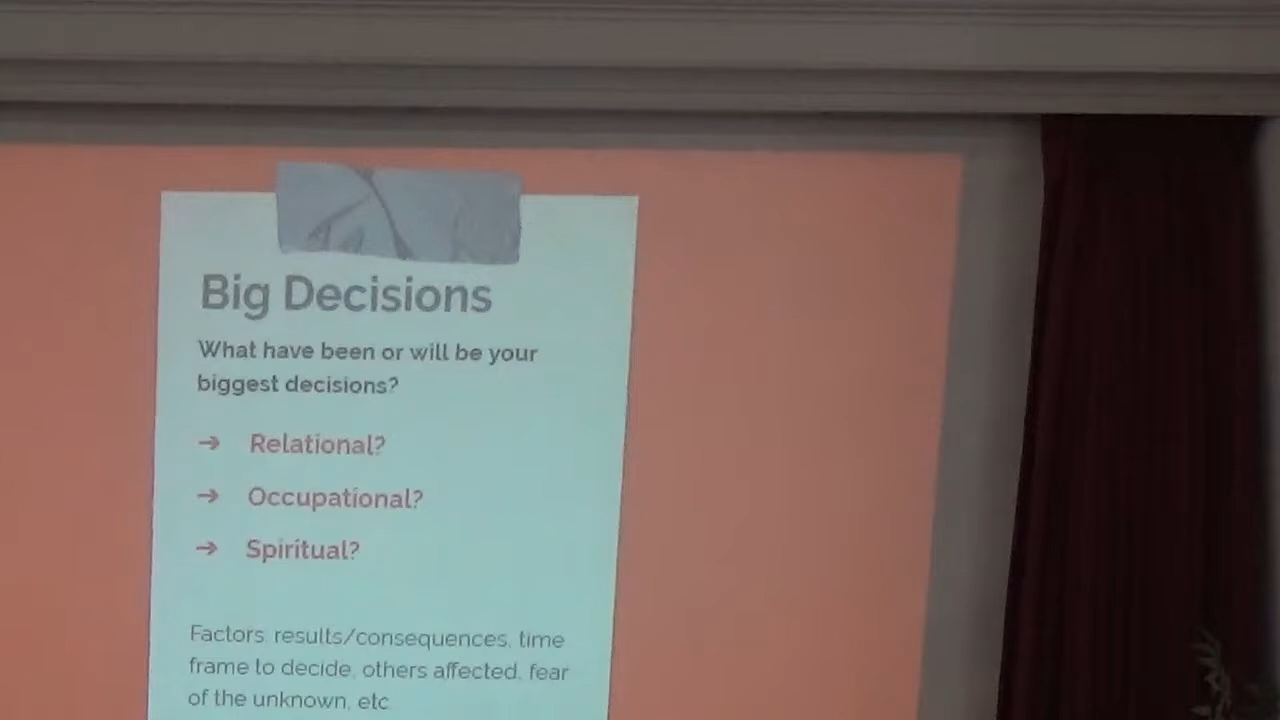 Big Decisions
What have been or will be your
biggest decisions?
➔ Relational?
➔ Occupational?
➔ Spiritual?
Factors: results/consequences, time
frame to decide, others affected, fear
of the unknown, etc